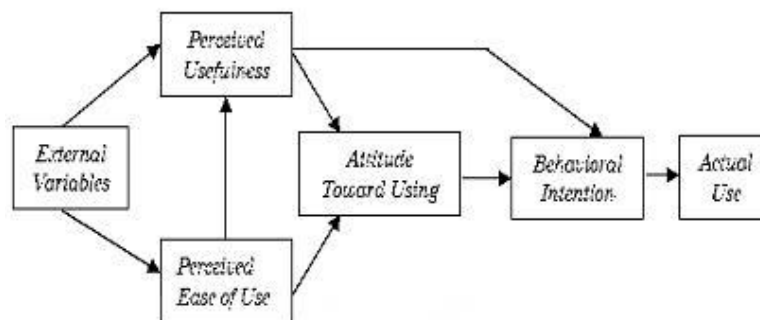 Perceived
Usefulness
External
Variables
Attitude
Toward Using
Behavioral
Intention
Actual
Use
Perceived
Ease of Use